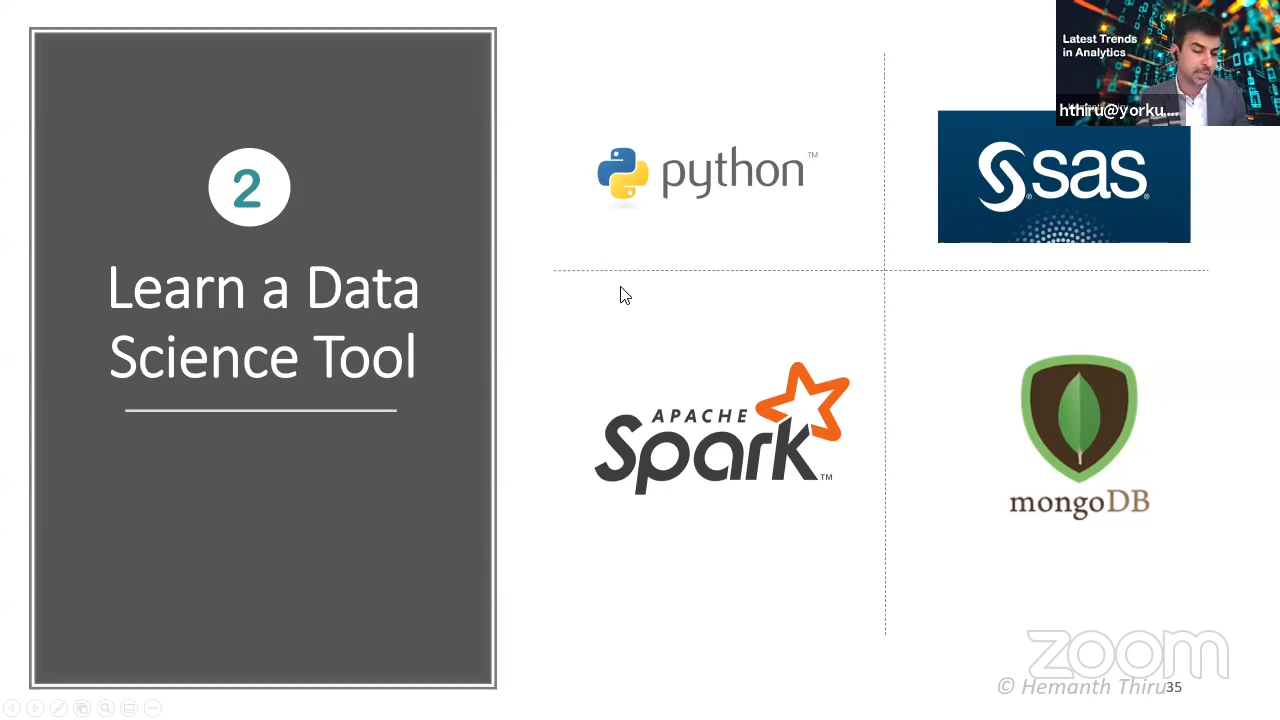 2
Learn a Data
Science Tool
python™
sas
APACHE
Spark™
mongoDB
Latest Trends
in Analytics
hthiru@yorku....
zoom
© Hemanth Thiru
35